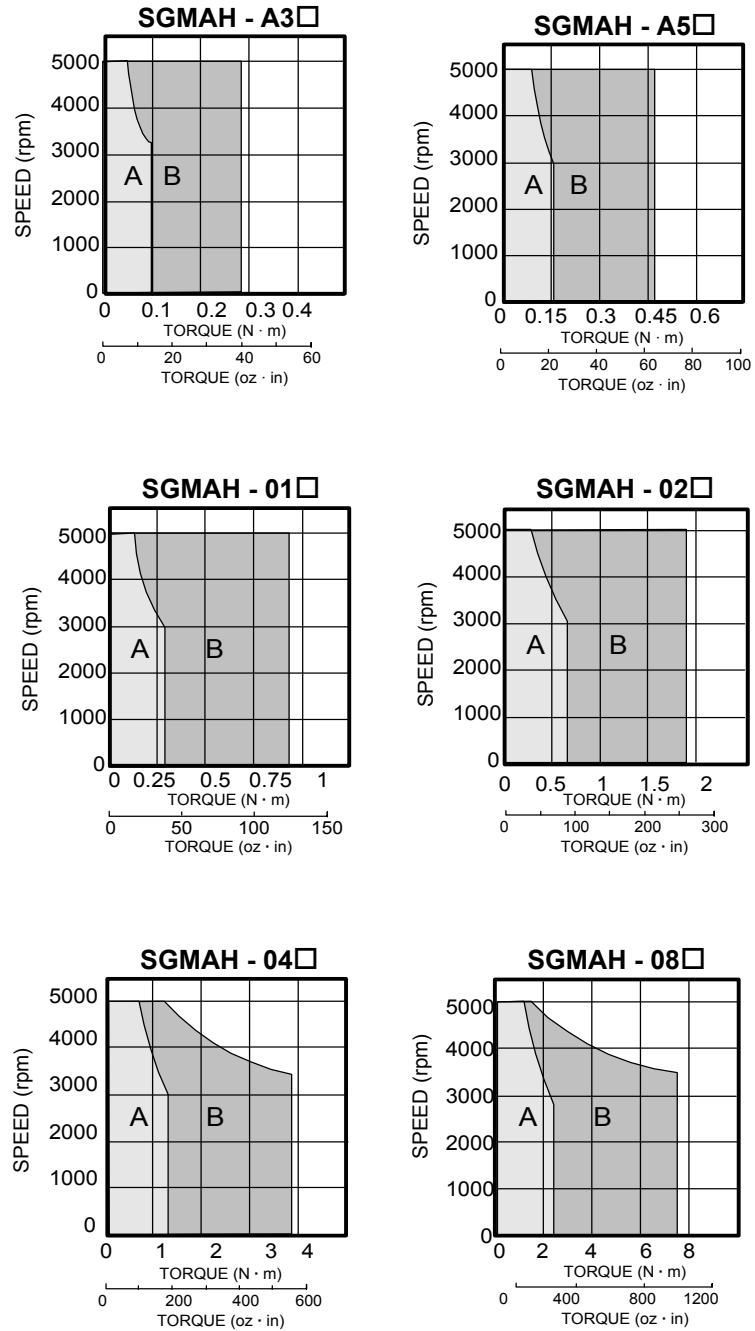 SGMAH - A3□
SPEED (rpm)
5000
4000
3000
2000
1000
0
A B
0 0.1 0.2 0.3 0.4
TORQUE (N · m)
0 20 40 60
TORQUE (oz · in)
SGMAH - A5□
SPEED (rpm)
5000
4000
3000
2000
1000
0
A B
0 0.15 0.3 0.45 0.6
TORQUE (N · m)
0 20 40 60 80 100
TORQUE (oz · in)
SGMAH - 01□
SPEED (rpm)
5000
4000
3000
2000
1000
0
A B
0 0.25 0.5 0.75 1
TORQUE (N · m)
0 50 100 150
TORQUE (oz · in)
SGMAH - 02□
SPEED (rpm)
5000
4000
3000
2000
1000
0
A B
0 0.5 1 1.5 2
TORQUE (N · m)
0 100 200 300
TORQUE (oz · in)
SGMAH - 04□
SPEED (rpm)
5000
4000
3000
2000
1000
0
A B
0 1 2 3 4
TORQUE (N · m)
0 200 400 600
TORQUE (oz · in)
SGMAH - 08□
SPEED (rpm)
5000
4000
3000
2000
1000
0
A B
0 2 4 6 8
TORQUE (N · m)
0 400 800 1200
TORQUE (oz · in)